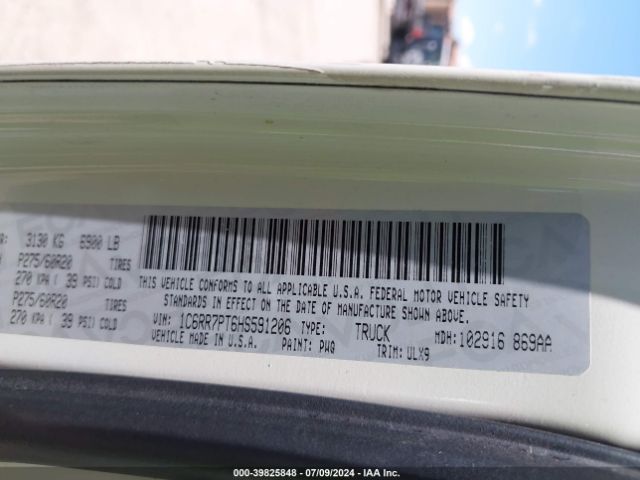 R: 3130 KG 6900 LB
P275/60R20 TIRES
270 KPA ( 39 PSI) COLD
P275/60R20 TIRES
270 KPA ( 39 PSI) COLD
THIS VEHICLE CONFORMS TO ALL APPLICABLE U.S.A. FEDERAL MOTOR VEHICLE SAFETY
STANDARDS IN EFFECT ON THE DATE OF MANUFACTURE SHOWN ABOVE.
VIN: 1C6RR7PT6HS591206 TYPE: TRUCK MDH: 102916 869AA
VEHICLE MADE IN U.S.A. PAINT: PWQ TRIM: ULX9
000-39825848 - 07/09/2024 - IAA Inc.